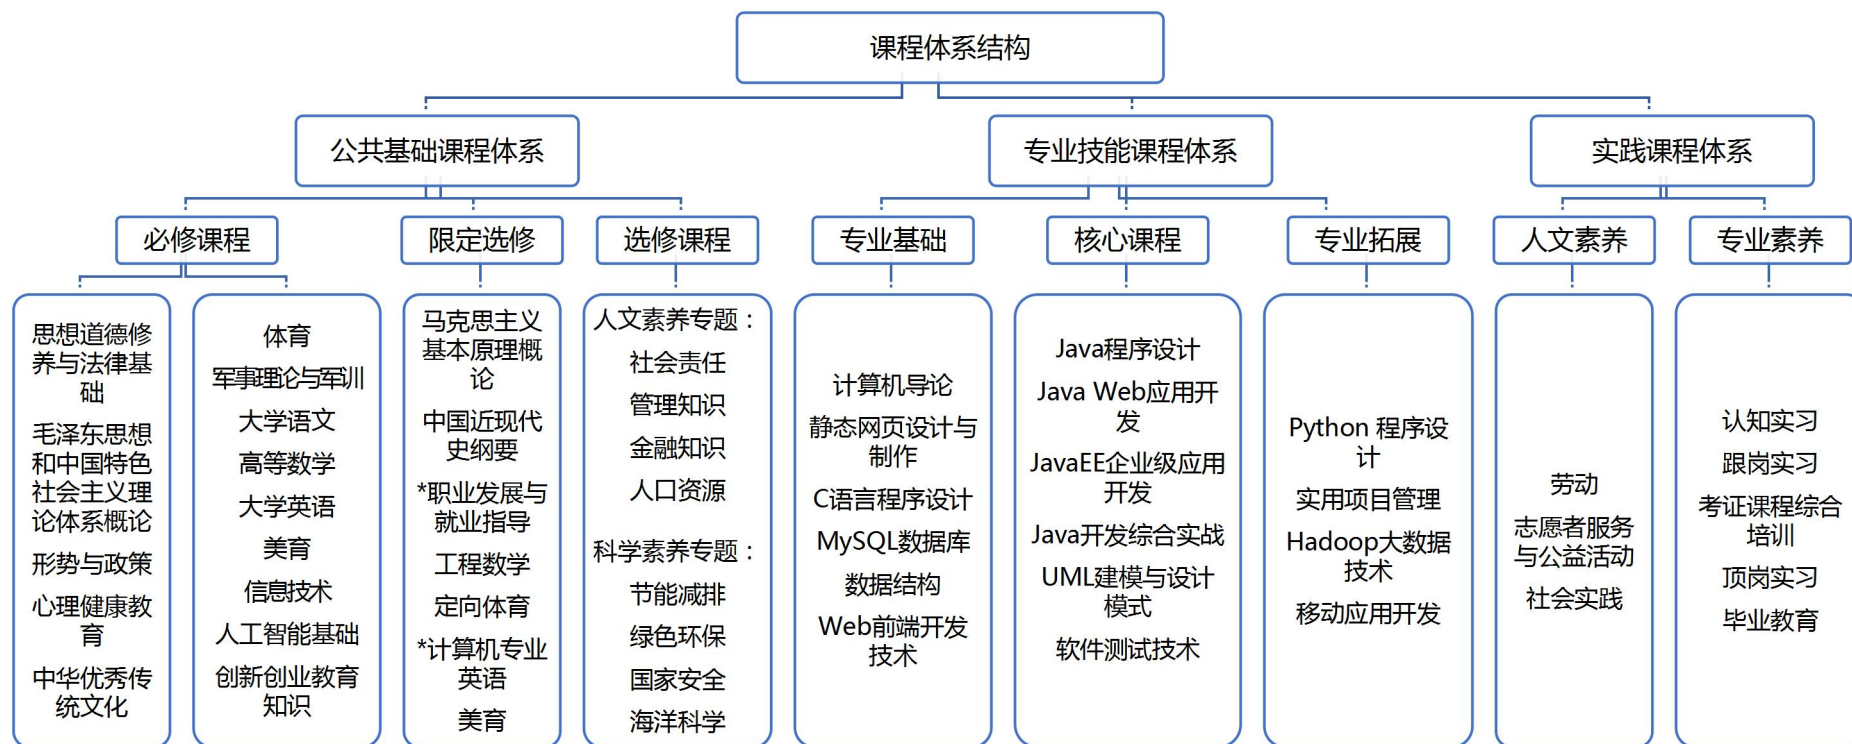 课程体系结构
公共基础课程体系
专业技能课程体系
实践课程体系
必修课程
限定选修
选修课程
专业基础
核心课程
专业拓展
人文素养
专业素养
思想道德修
养与法律基
础
毛泽东思想
和中国特色
社会主义理
论体系概论
形势与政策
心理健康教
育
中华优秀传
统文化
体育
军事理论与军训
大学语文
高等数学
大学英语
美育
信息技术
人工智能基础
创新创业教育
知识
马克思主义
基本原理概
论
中国近现代
史纲要
*职业发展与
就业指导
工程数学
定向体育
*计算机专业
英语
美育
人文素养专题：
社会责任
管理知识
金融知识
人口资源
科学素养专题：
节能减排
绿色环保
国家安全
海洋科学
计算机导论
静态网页设计与
制作
C语言程序设计
MySQL数据库
数据结构
Web前端开发
技术
Java程序设计
Java Web应用开
发
JavaEE企业级应用
开发
Java开发综合实战
UML建模与设计
模式
软件测试技术
Python 程序设
计
实用项目管理
Hadoop大数据
技术
移动应用开发
劳动
志愿者服务
与公益活动
社会实践
认知实习
跟岗实习
考证课程综合
培训
顶岗实习
毕业教育